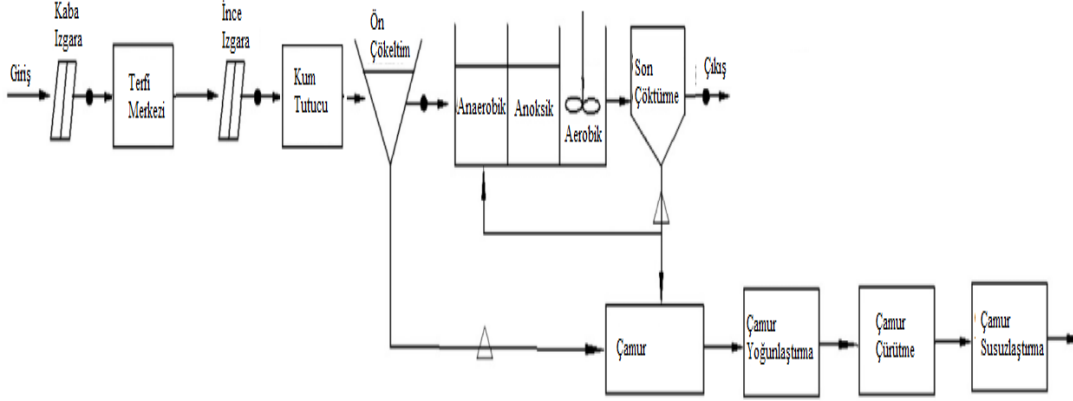 Giriş
Kaba
Izgara
Terfi
Merkezi
İnce
Izgara
Kum
Tutucu
Ön
Çökeltim
Anaerobik
Anoksik
Aerobik
Son
Çöktürme
Çıkış
Çamur
Çamur
Yoğunlaştırma
Çamur
Çürütme
Çamur
Susuzlaştırma